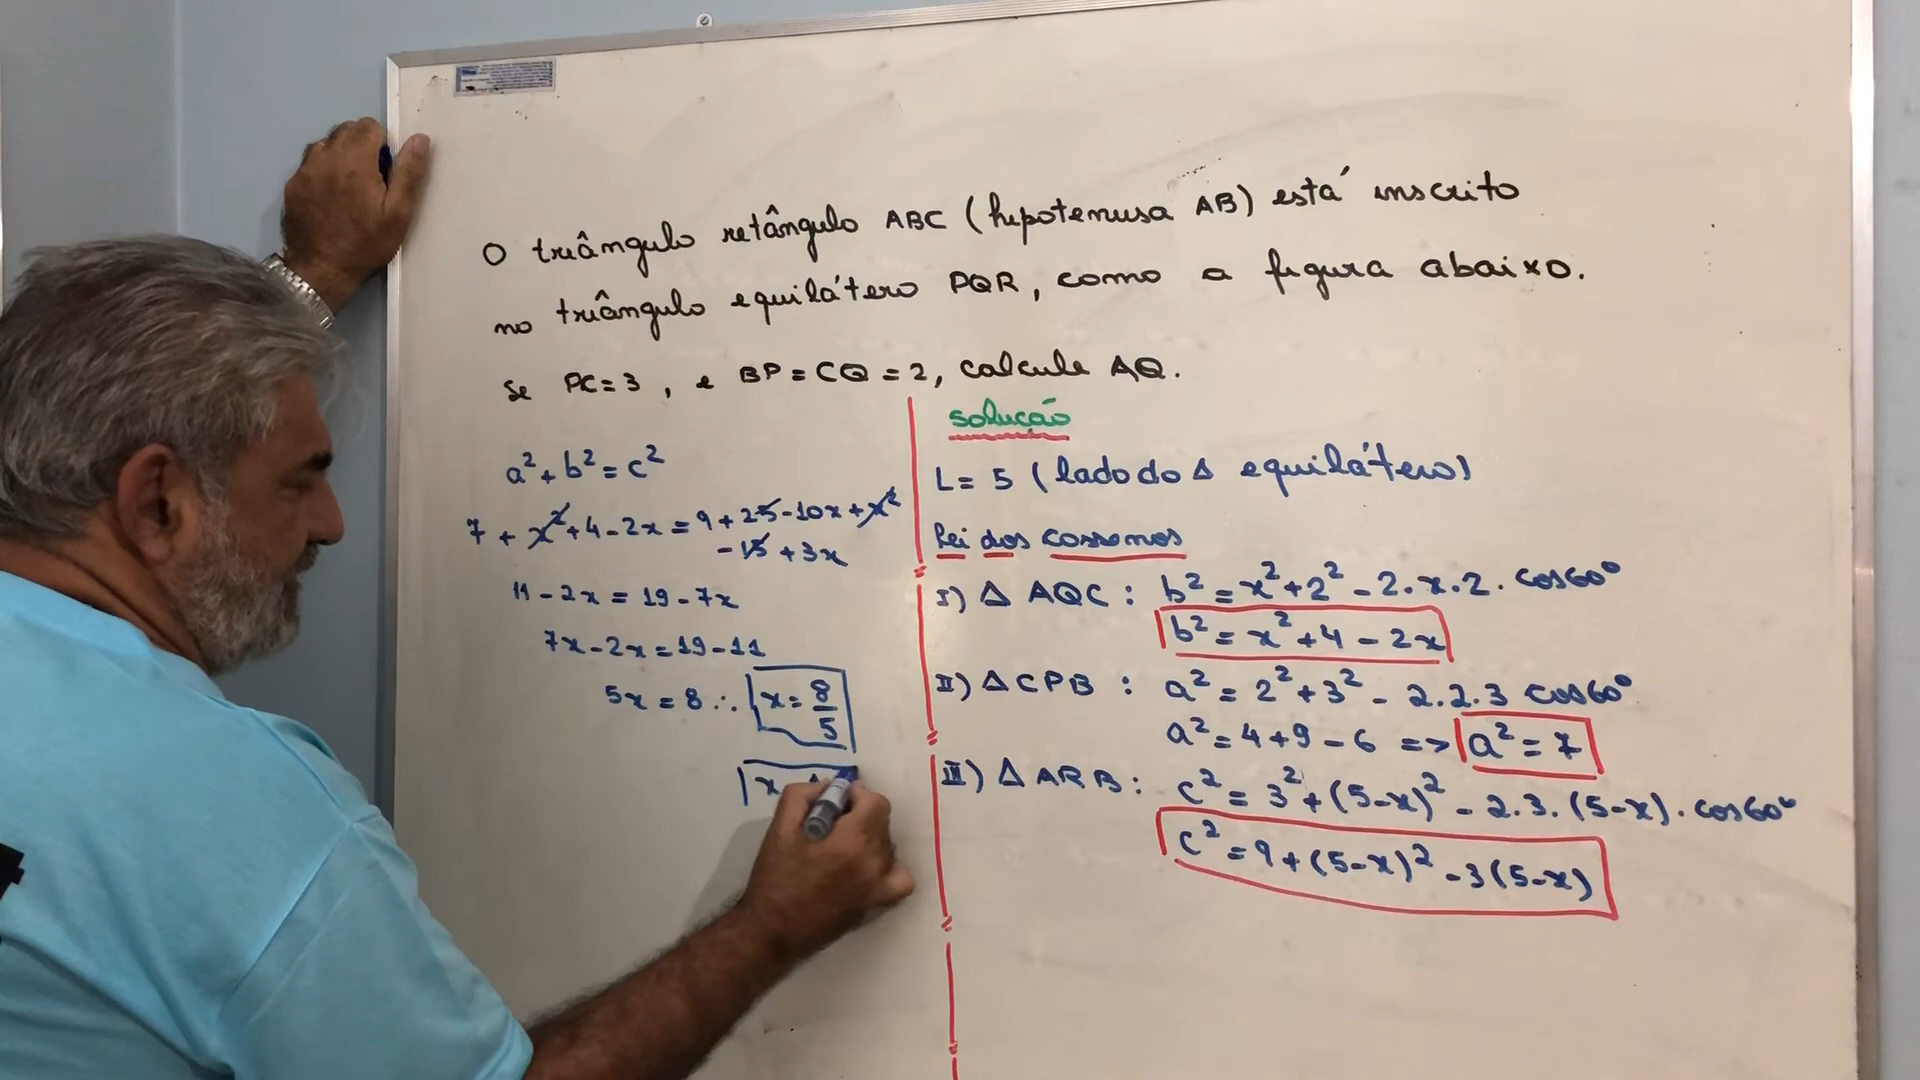 O triângulo retângulo ABC (hipotenusa AB) está inscrito
no triângulo equilátero PQR, como a figura abaixo.
Se PC=3, e BP=CQ=2, calcule AQ.
a²+b²=c²
7+x²+4-2x=9+25-10x+x²
-15+3x
11-2x=19-7x
7x-2x=19-11
5x=8∴ x=8/5
x
solução
L=5 (lado do Δ equilátero)
Lei dos cossenos
I) Δ AQC: b²=x²+2²-2.x.2.cos60°
b²=x²+4-2x
II) Δ CPB: a²=2²+3²-2.2.3 cos60°
a²=4+9-6 => a²=7
III) Δ ARB: c²=3²+(5-x)²-2.3.(5-x).cos60°
c²=9+(5-x)²-3(5-x)